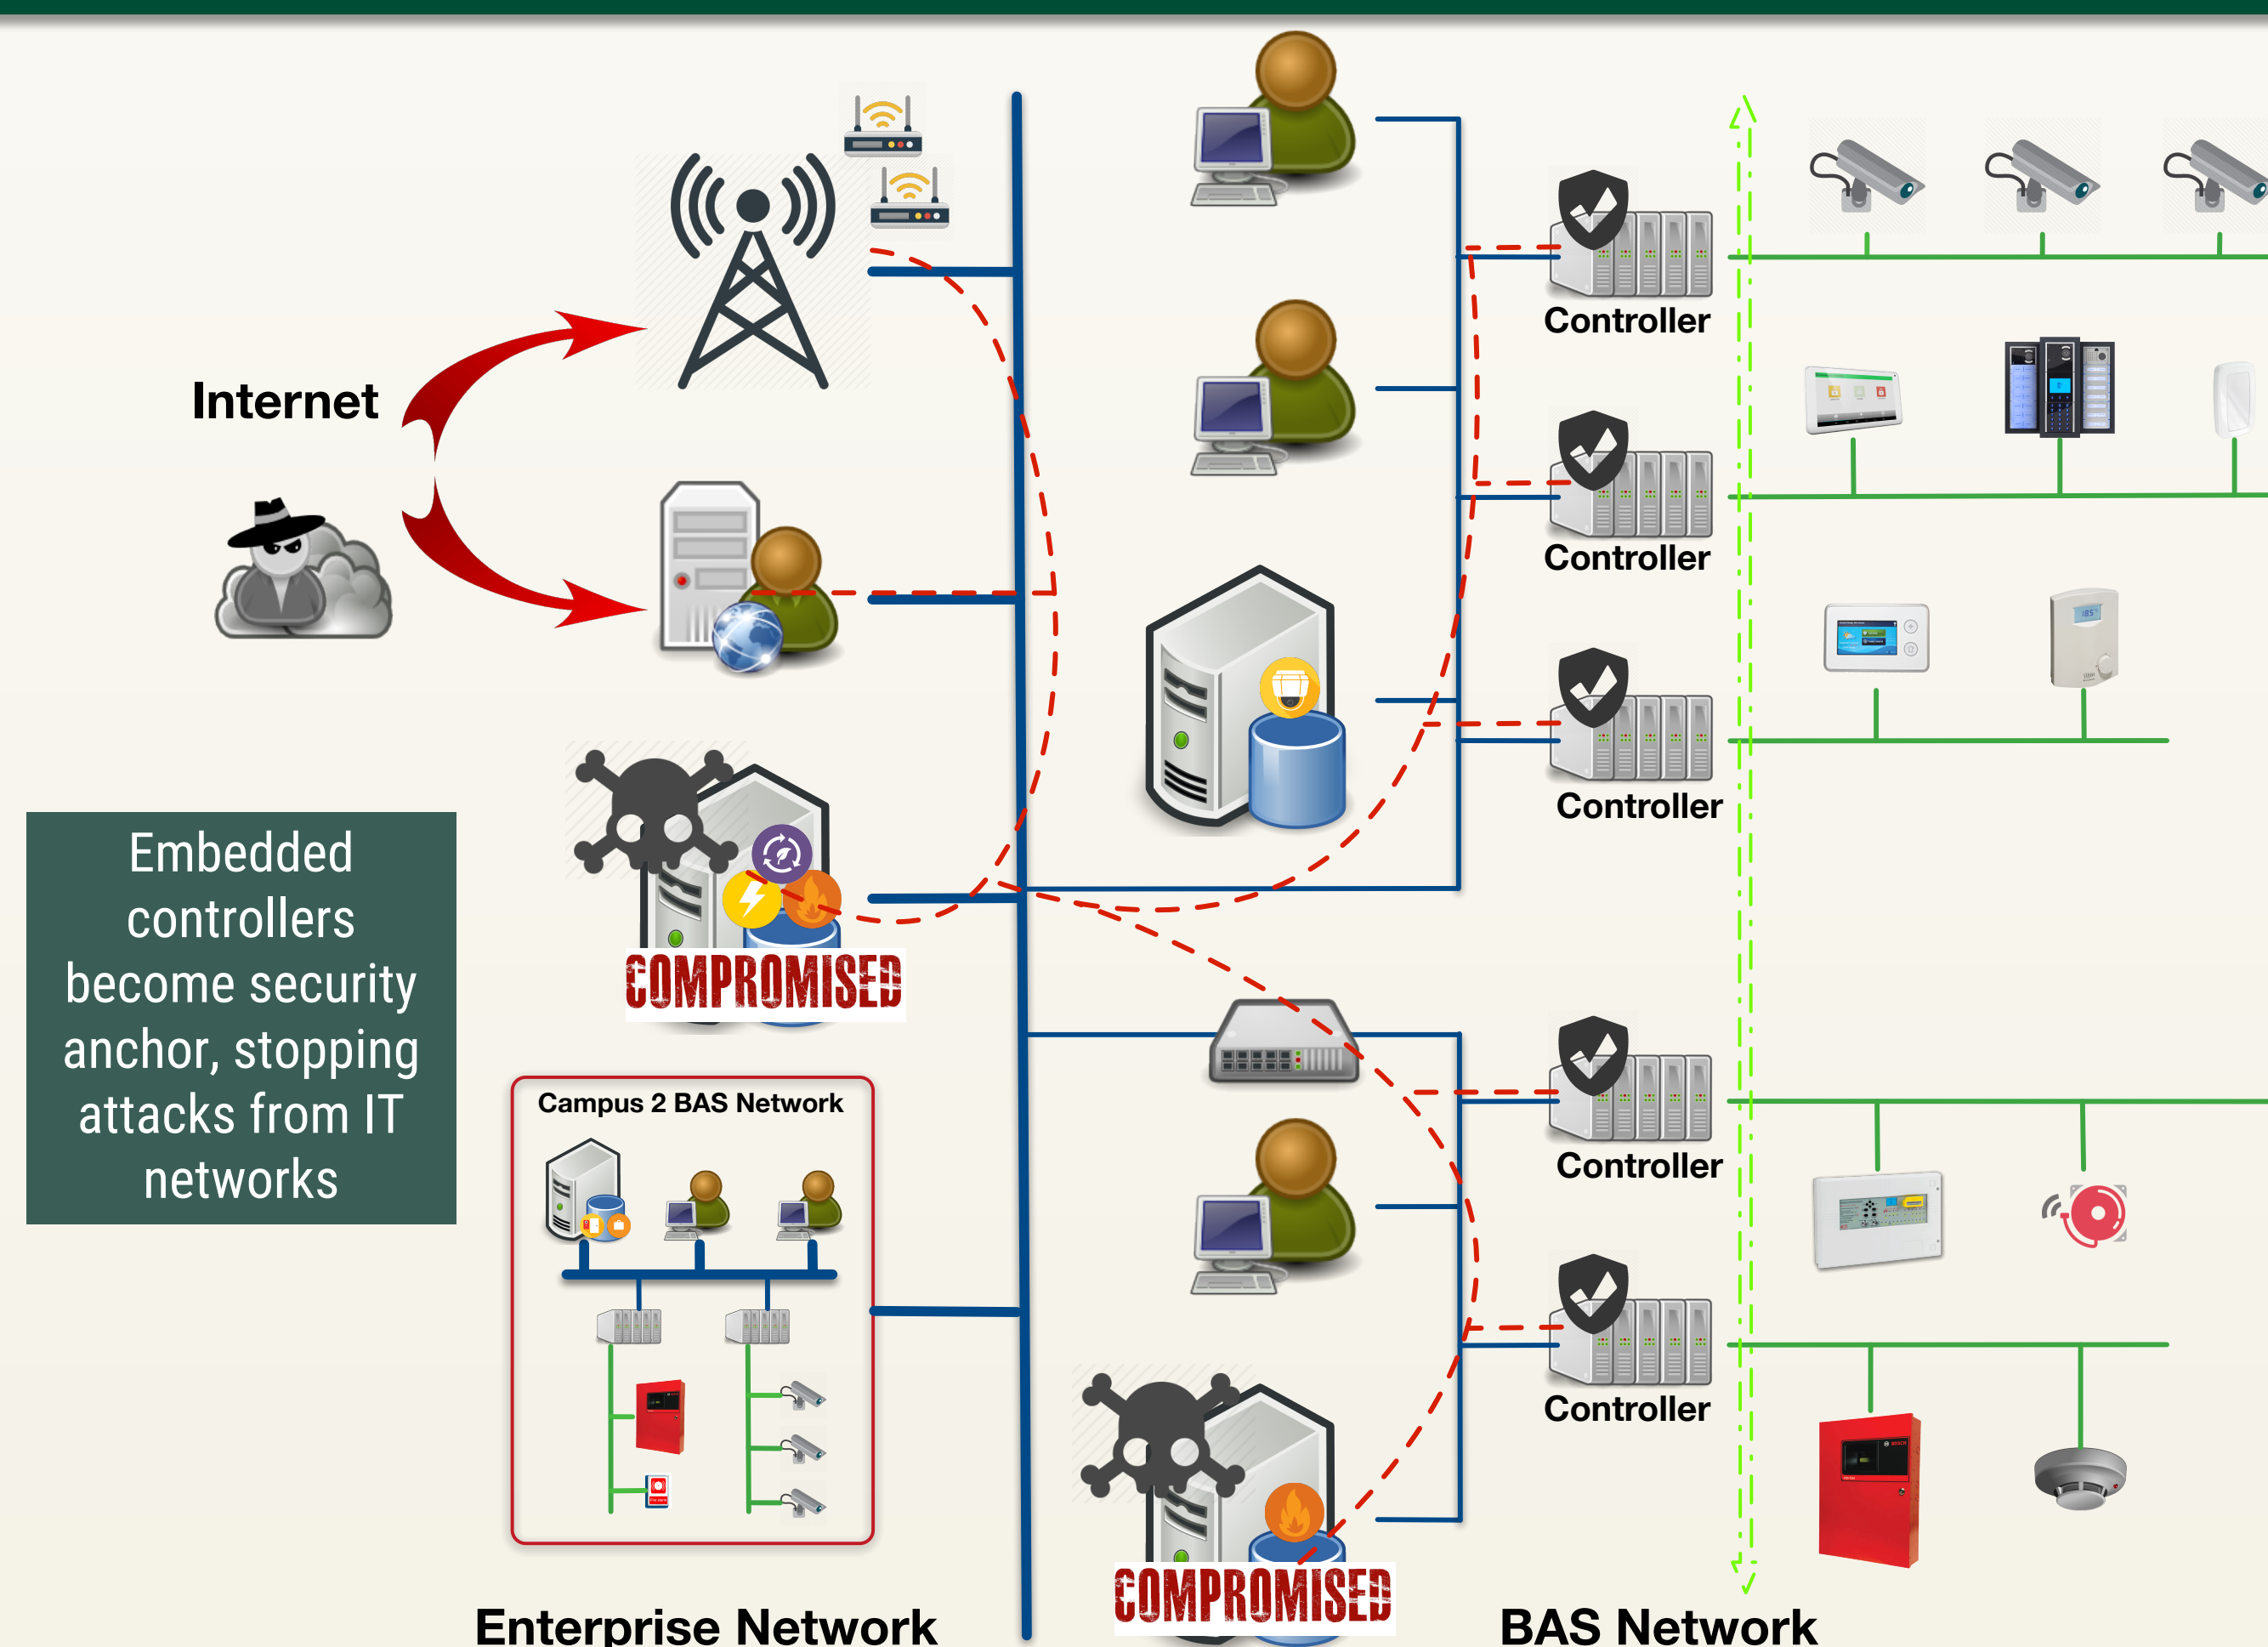 Internet
Controller
Controller
Controller
Embedded
controllers
become security
anchor, stopping
attacks from IT
networks
COMPROMISED
Campus 2 BAS Network
Controller
Controller
COMPROMISED
Enterprise Network
BAS Network